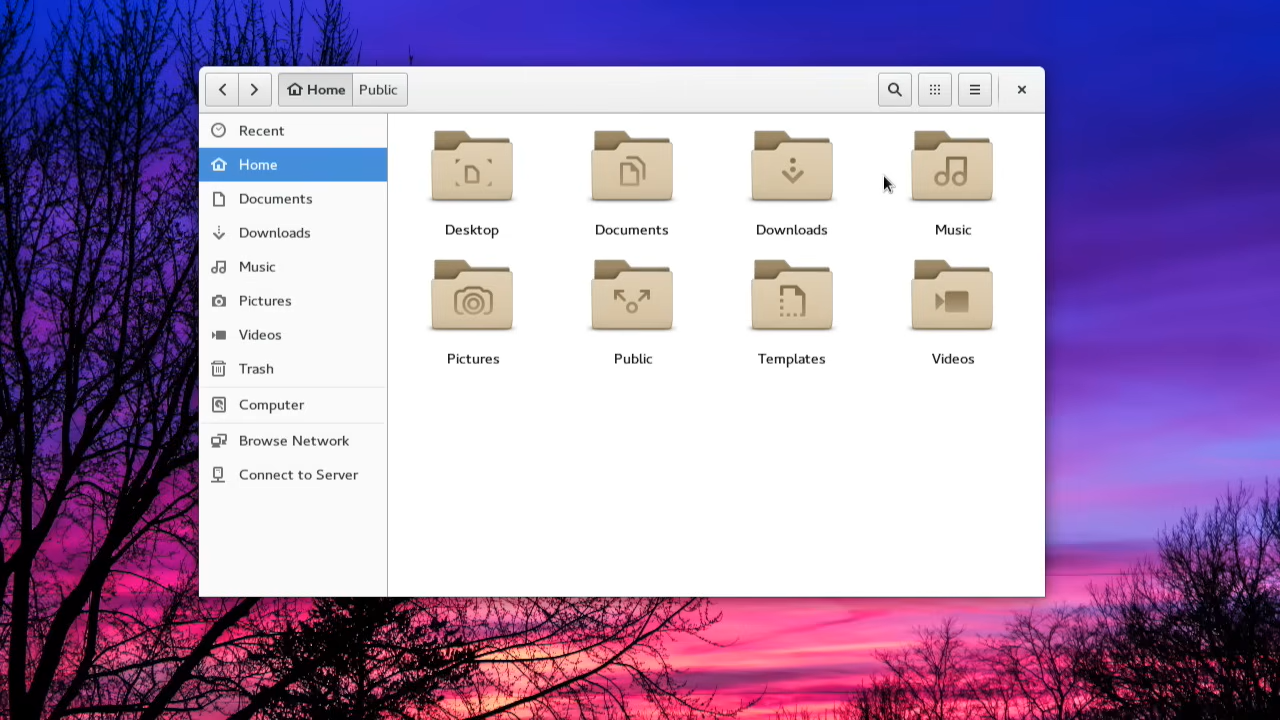 Home Public
Recent
Home
Documents
Downloads
Music
Pictures
Videos
Trash
Computer
Browse Network
Connect to Server
Desktop Documents Downloads Music
Pictures Public Templates Videos